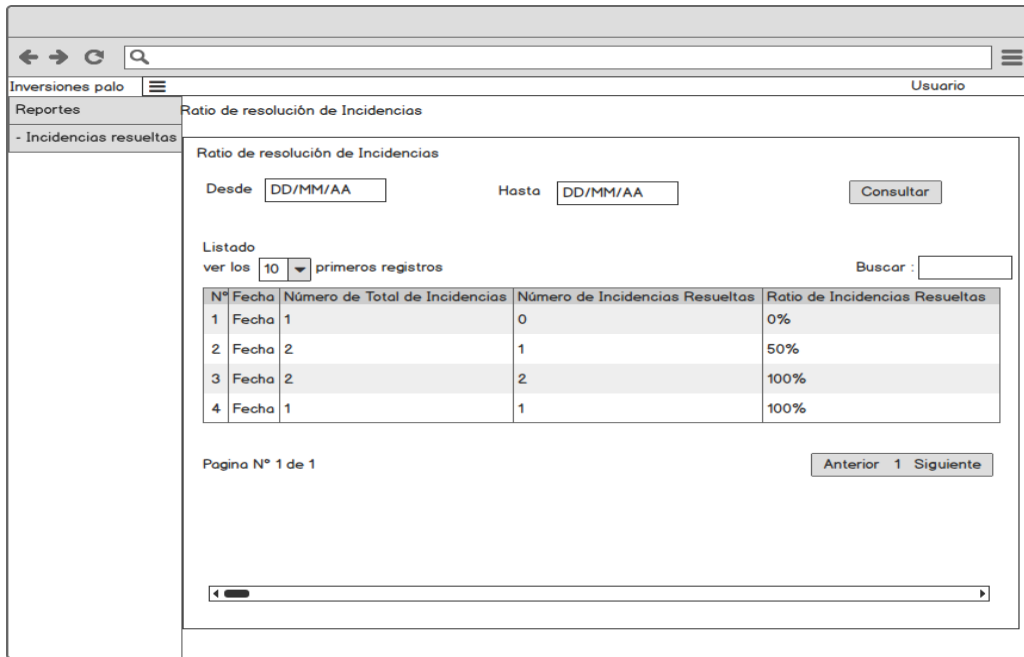 Inversiones palo
Usuario
Reportes
- Incidencias resueltas
Ratio de resolución de Incidencias
Ratio de resolución de Incidencias
Desde DD/MM/AA Hasta DD/MM/AA Consultar
Listado
ver los 10 primeros registros Buscar :
Nº Fecha Número de Total de Incidencias Número de Incidencias Resueltas Ratio de Incidencias Resueltas
1 Fecha 1 0 0%
2 Fecha 2 1 50%
3 Fecha 2 2 100%
4 Fecha 1 1 100%
Pagina Nº 1 de 1 Anterior 1 Siguiente